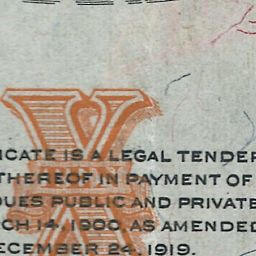 X
ICATE IS A LEGAL TENDER
THEREOF IN PAYMENT OF
DUES PUBLIC AND PRIVATE
CH 14, 1900, AS AMENDED
DECEMBER 24, 1919.